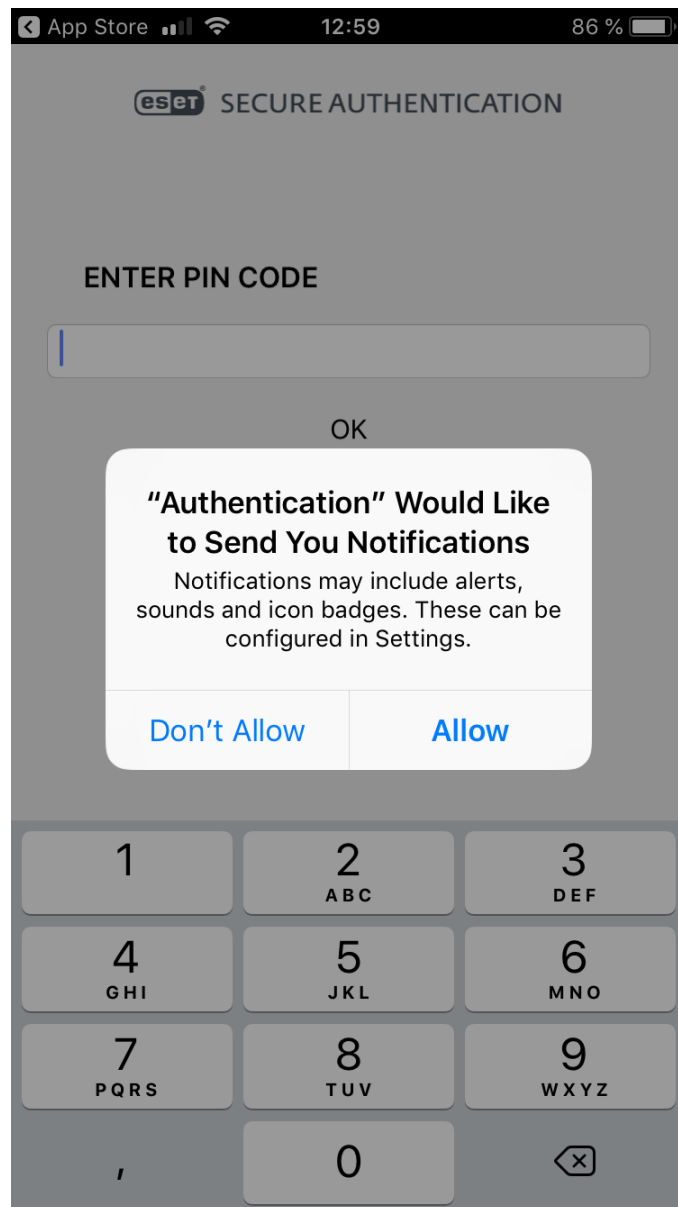 App Store 12:59 86 %
eseT® SECURE AUTHENTICATION
ENTER PIN CODE
OK
“Authentication” Would Like
to Send You Notifications
Notifications may include alerts,
sounds and icon badges. These can be
configured in Settings.
Don’t Allow Allow
1 2 3
ABC DEF
4 5 6
GHI JKL MNO
7 8 9
PQRS TUV WXYZ
, 0